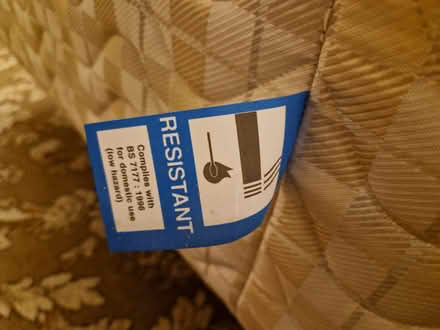 RESISTANT
Complies with
BS 7177 : 1996
for domestic use
(low hazard)